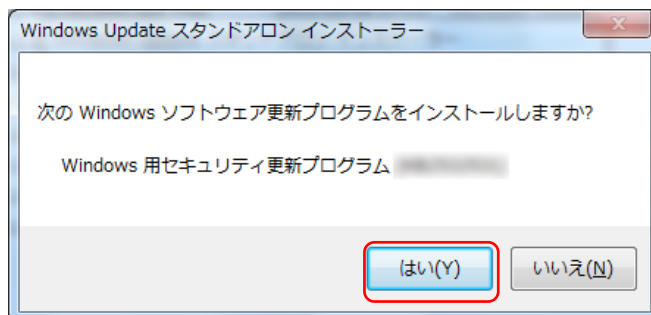 Windows Update スタンドアロン インストーラー
次の Windows ソフトウェア更新プログラムをインストールしますか?
Windows 用セキュリティ更新プログラム
はい(Y)
いいえ(N)